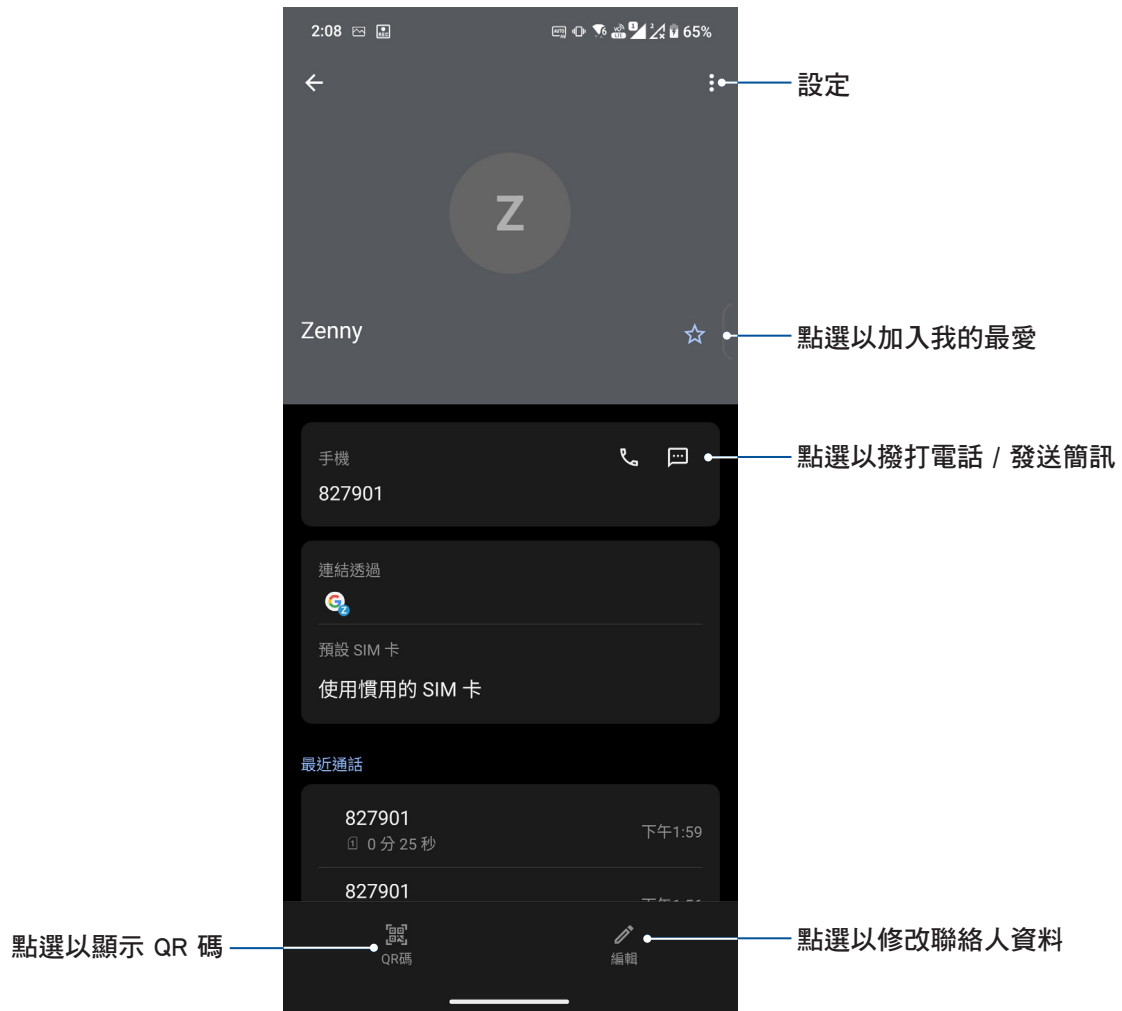 2:08 65%
設定
Z
Zenny
點選以加入我的最愛
手機
點選以撥打電話 / 發送簡訊
827901
連結透過
預設 SIM 卡
使用慣用的 SIM 卡
最近通話
827901
下午1:59
0 分 25 秒
827901
點選以顯示 QR 碼
QR碼
編輯
點選以修改聯絡人資料